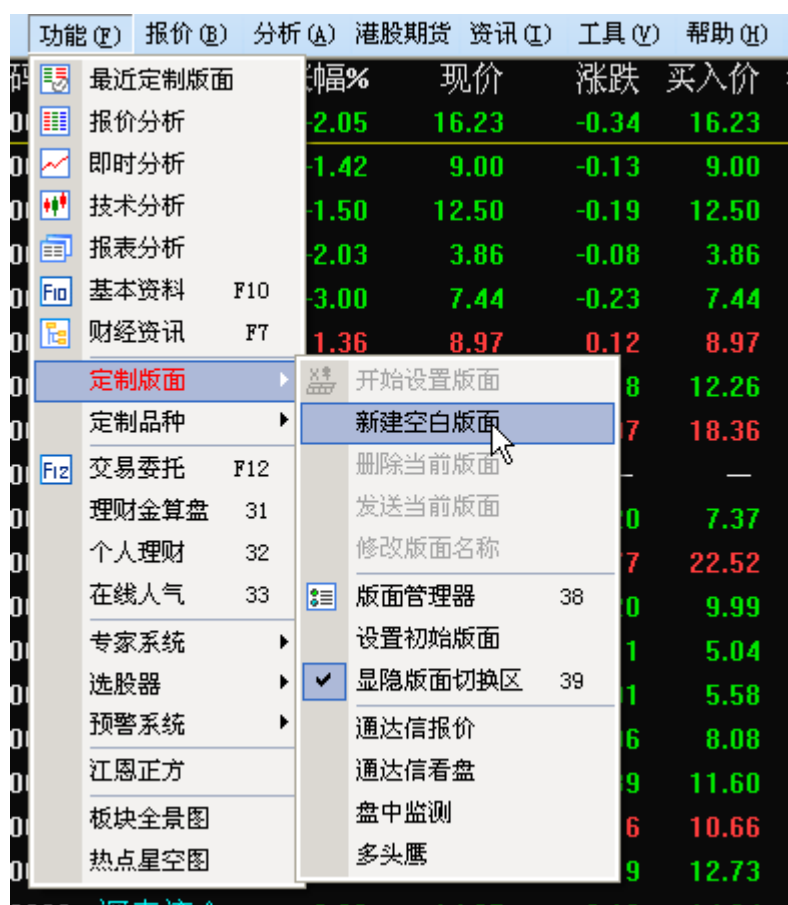 功能(F) 报价(B) 分析(A) 港股期货 资讯(I) 工具(V) 帮助(H)
幅% 现价 涨跌 买入价
最近定制版面
报价分析 -2.05 16.23 -0.34 16.23
即时分析 -1.42 9.00 -0.13 9.00
技术分析 -1.50 12.50 -0.19 12.50
报表分析 -2.03 3.86 -0.08 3.86
F10 基本资料 F10 -3.00 7.44 -0.23 7.44
财经资讯 F7 1.36 8.97 0.12 8.97
定制版面 开始设置版面 8 12.26
定制品种 新建空白版面 7 18.36
F12 交易委托 F12 删除当前版面 — —
理财金算盘 31 发送当前版面 0 7.37
个人理财 32 修改版面名称 7 22.52
在线人气 33 版面管理器 38 0 9.99
专家系统 设置初始版面 1 5.04
选股器 显隐版面切换区 39 1 5.58
预警系统 通达信报价 6 8.08
江恩正方 通达信看盘 9 11.60
板块全景图 盘中监测 6 10.66
热点星空图 多头鹰 9 12.73